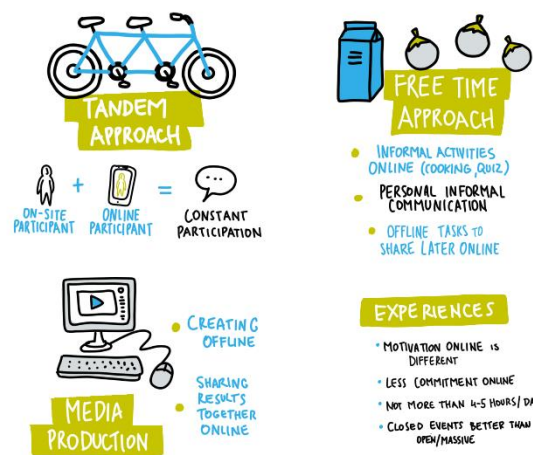 TANDEM
APPROACH
ON-SITE
PARTICIPANT
+
ONLINE
PARTICIPANT
=
CONSTANT
PARTICIPATION
FREE TIME
APPROACH
• INFORMAL ACTIVITIES
ONLINE (COOKING, QUIZ)
• PERSONAL INFORMAL
COMMUNICATION
• OFFLINE TASKS TO
SHARE LATER ONLINE
MEDIA
PRODUCTION
• CREATING
OFFLINE
• SHARING
RESULTS
TOGETHER
ONLINE
EXPERIENCES
• MOTIVATION ONLINE IS
DIFFERENT
• LESS COMMITMENT ONLINE
• NOT MORE THAN 4-5 HOURS/DA
• CLOSED EVENTS BETTER THAN
OPEN/MASSIVE